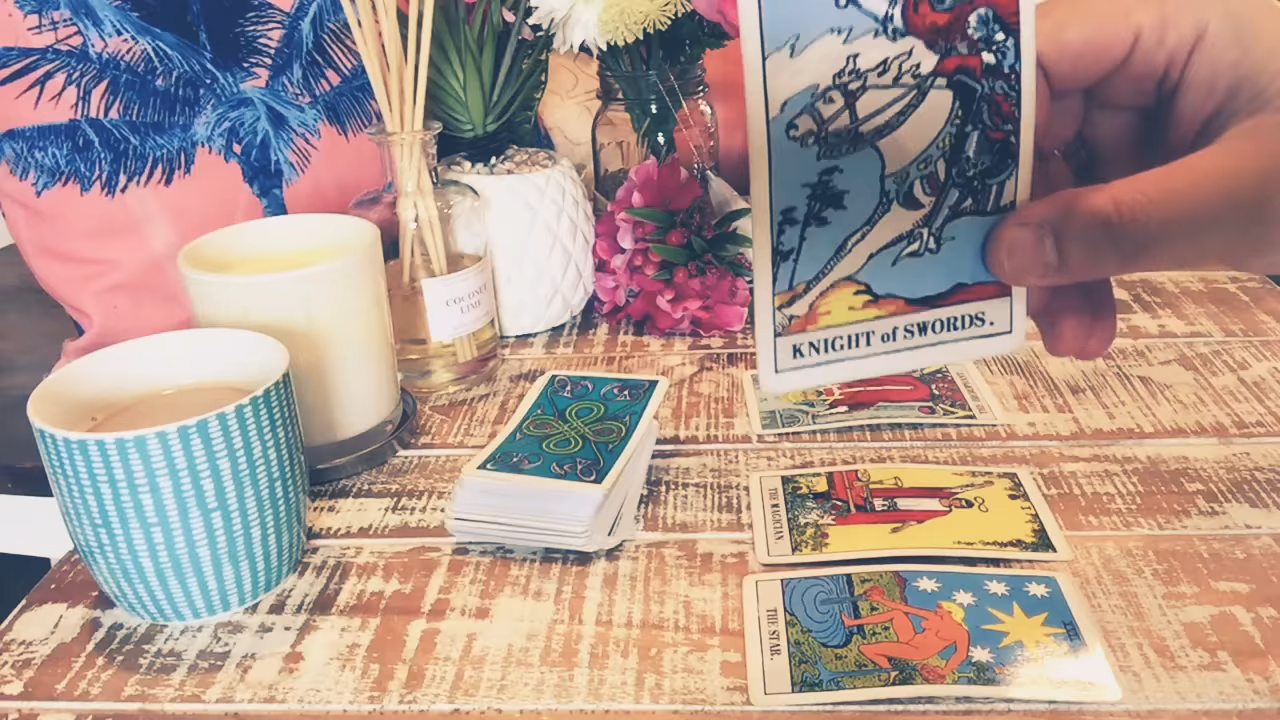 COCONUT
LIME
KNIGHT of SWORDS.
THE MAGICIAN.
THE STAR.